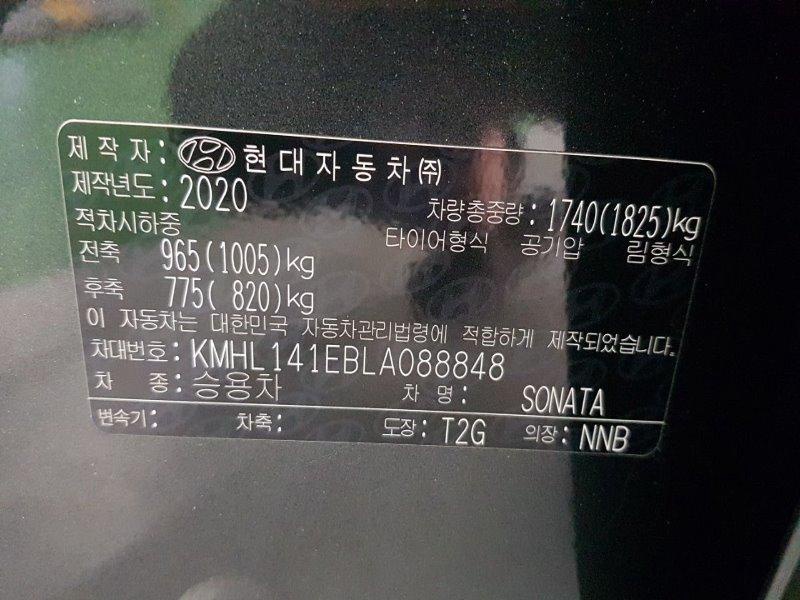 제 작 자 : 현 대 자 동 차 ㈜
제작년도 : 2020
차량총중량 : 1740(1825)kg
적차시하중
타이어형식 공기압 림형식
전축 965(1005)kg
후축 775( 820)kg
이 자동차는 대한민국 자동차관리법령에 적합하게 제작되었습니다.
차대번호 : KMHL141EBLA088848
차 종 : 승용차 차 명 : SONATA
변속기 : 차축 : 도장 : T2G 의장 : NNB